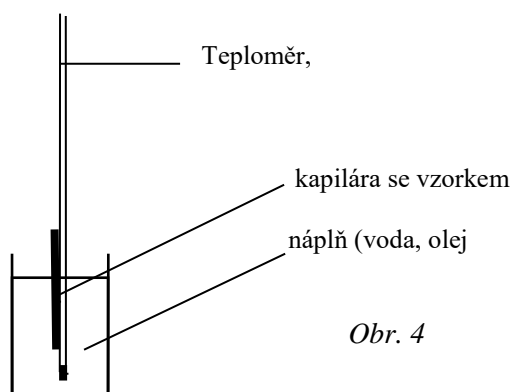 Teploměr,
kapilára se vzorkem
náplň (voda, olej
Obr. 4